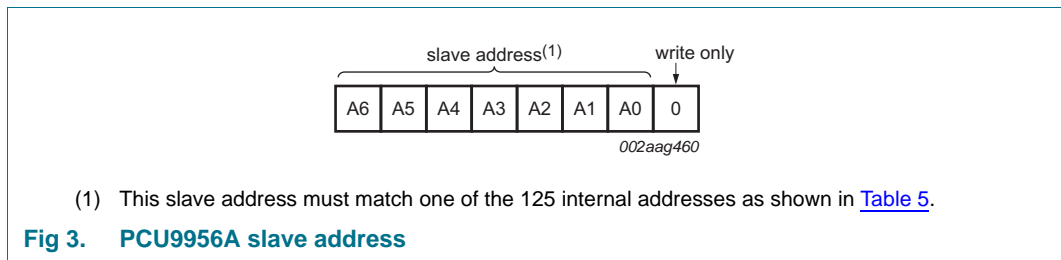 slave address(1) write only
A6 A5 A4 A3 A2 A1 A0 0
002aag460
(1) This slave address must match one of the 125 internal addresses as shown in Table 5.
Fig 3. PCU9956A slave address